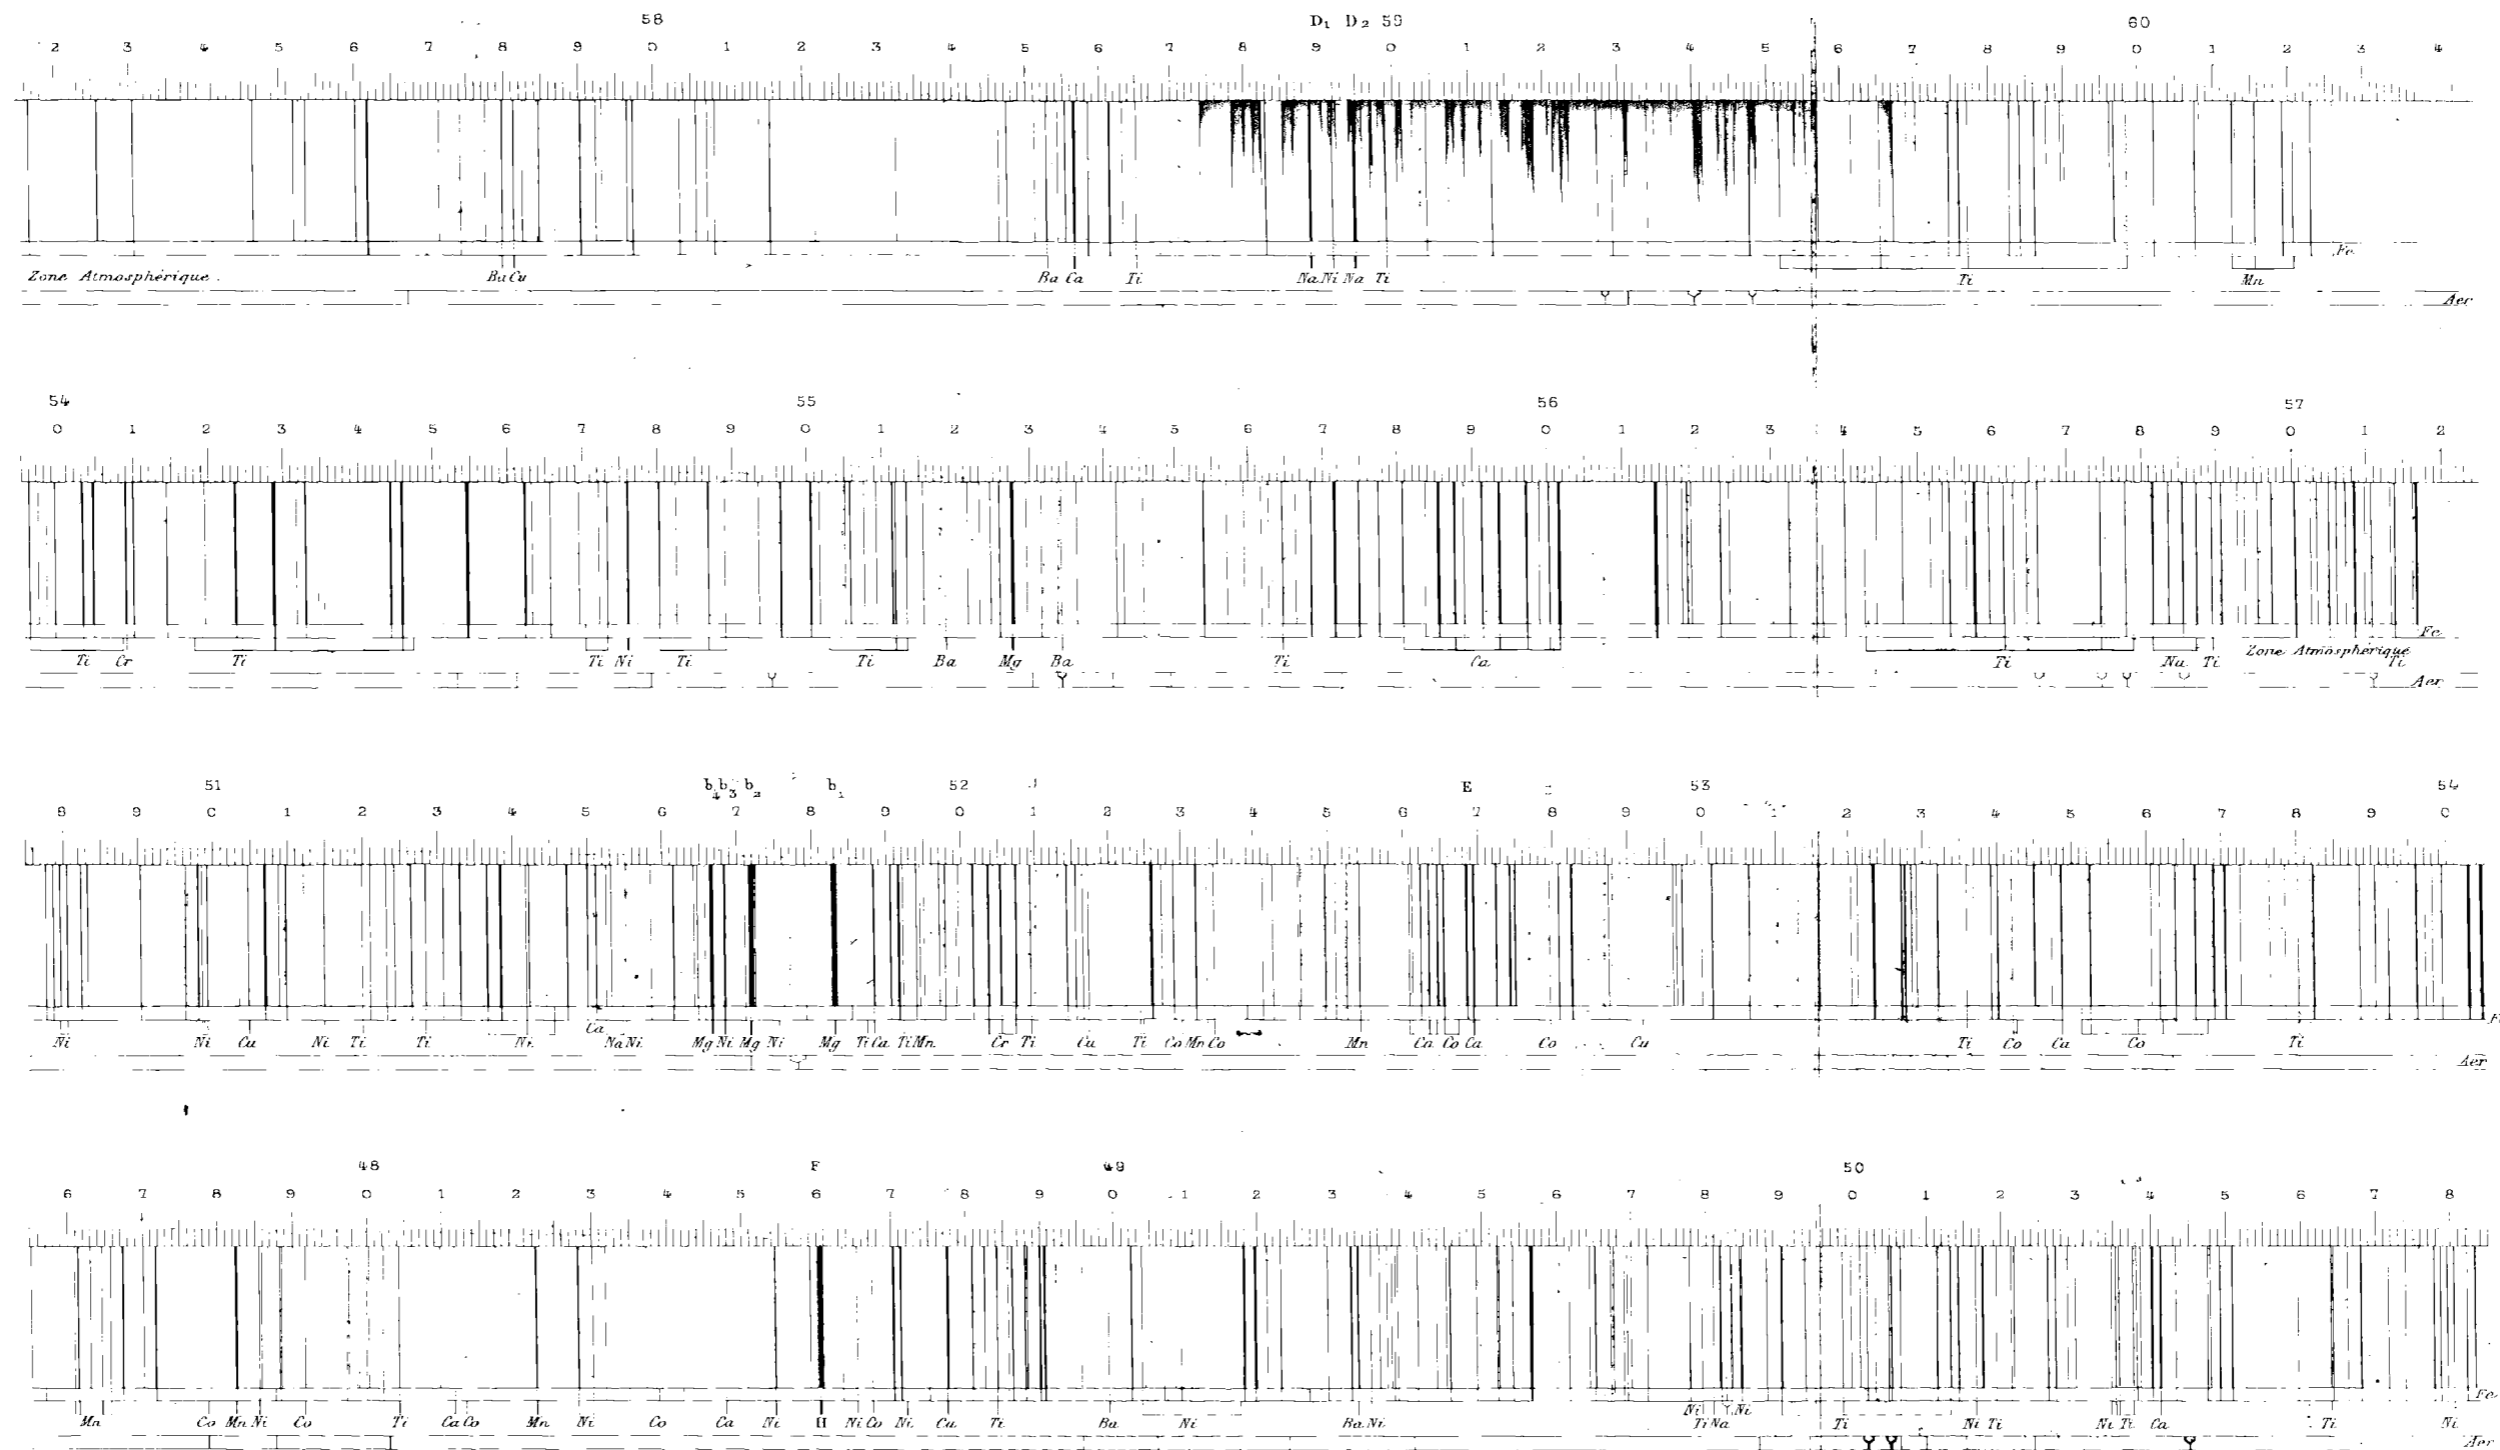 58 D₁ D₂ 59 60
2 3 4 5 6 7 8 9 0 1 2 3 4 5 6 7 8 9 0 1 2 3 4 5 6 7 8 9 0 1 2 3 4
Fe
Zone Atmosphérique. Ba Cu Ba Ca Ti Na Ni Na Ti Ti Mn
Aer
54 55 56 57
0 1 2 3 4 5 6 7 8 9 0 1 2 3 4 5 6 7 8 9 0 1 2 3 4 5 6 7 8 9 0 1 2
Fe
Ti Cr Ti Ti Ni Ti Ti Ba Mg Ba Ti Ca Ti Nu Ti Zone Atmosphérique Ti
Aer
51 b₄ b₃ b₂ b₁ 52 E 53 54
8 9 0 1 2 3 4 5 6 7 8 9 0 1 2 3 4 5 6 7 8 9 0 1 2 3 4 5 6 7 8 9 0
Ca
Ni Ni Cu Ni Ti Ti Ni Na Ni Mg Ni Mg Ni Mg Ti Ca Ti Mn Cr Ti Cu Ti Co Mn Co Mn Ca Co Ca Co Cu Ti Co Ca Co Ti
Aer
48 F 49 50
6 7 8 9 0 1 2 3 4 5 6 7 8 9 0 1 2 3 4 5 6 7 8 9 0 1 2 3 4 5 6 7 8
Fe
Ni Ni
Mn Co Mn Ni Co Ti Ca Co Mn Ni Co Ca Ni H Ni Co Ni Cu Ti Ba Ni Ba Ni Ti Na Ti Ni Ti Ni Ti Ca Ti Ni
Aer